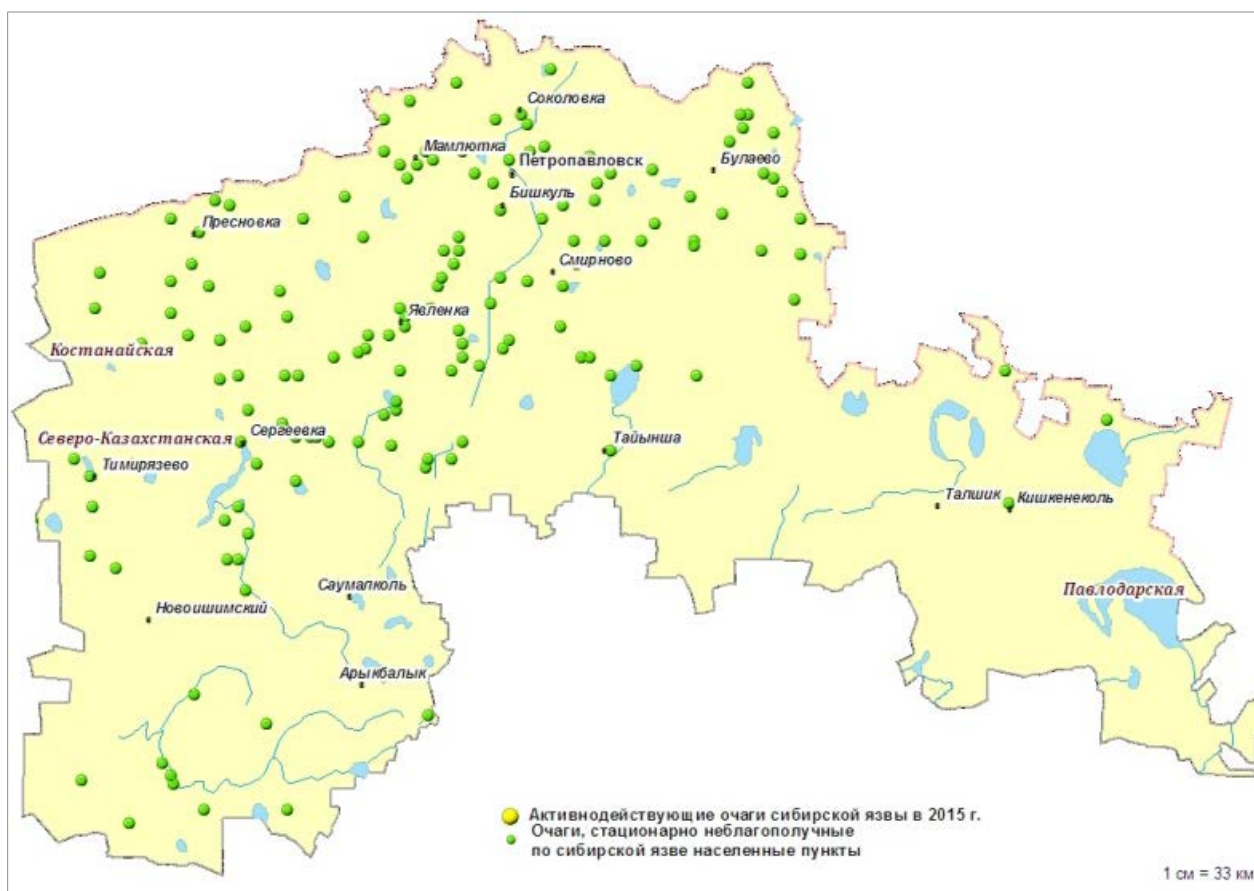 Соколовка
Мамлютка
Петропавловск
Булаево
Бишкуль
Пресновка
Смирново
Явленка
Костанайская
Северо-Казахстанская
Сергеевка
Тайынша
Тимирязево
Талшик
Кишкенеколь
Саумалколь
Павлодарская
Новоишимский
Арыкбалык
Активнодействующие очаги сибирской язвы в 2015 г.
Очаги, стационарно неблагополучные
по сибирской язве населенные пункты
1 см = 33 км